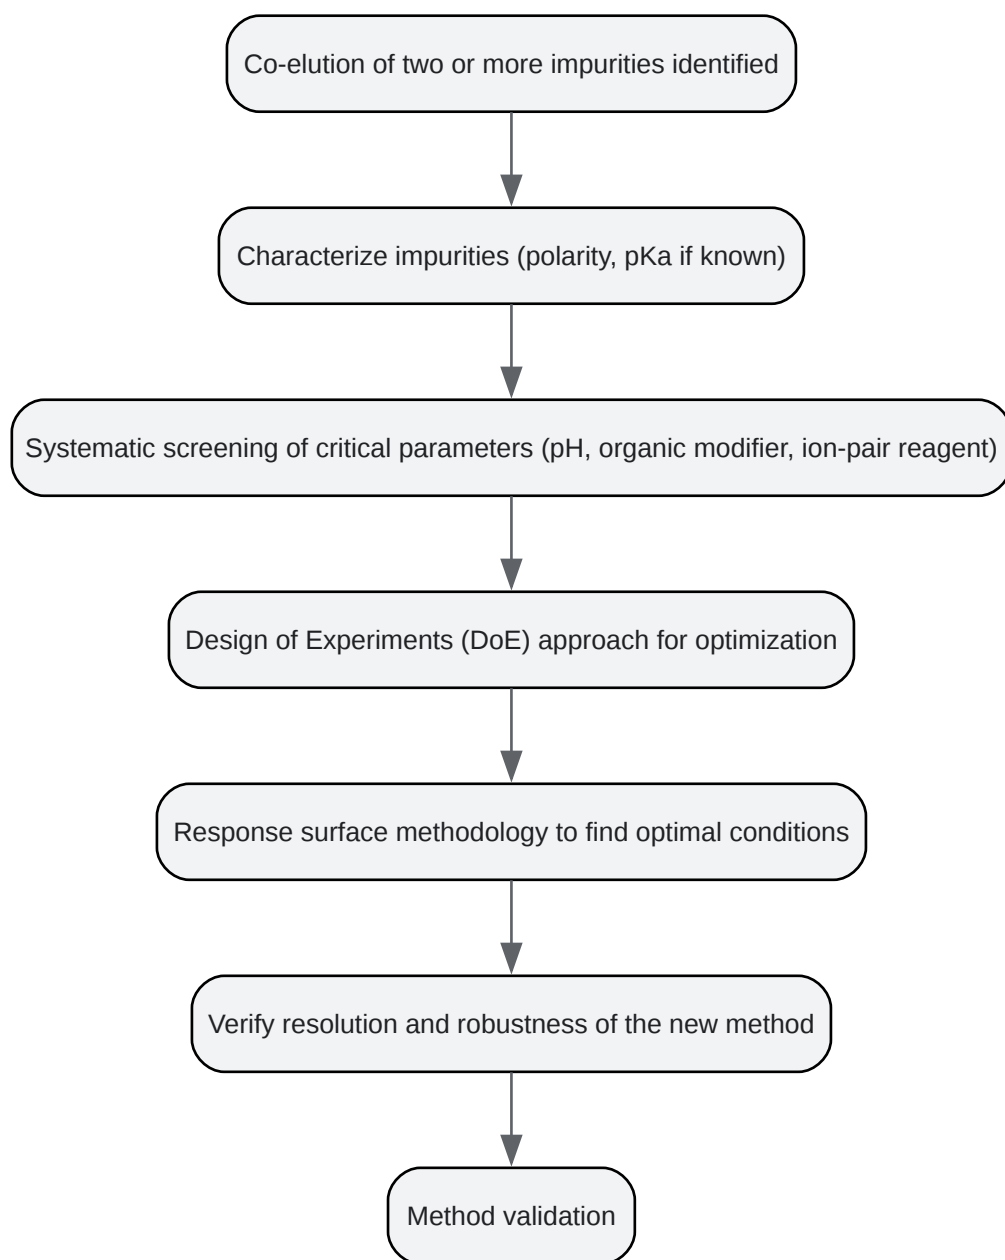 Co-elution of two or more impurities identified
Characterize impurities (polarity, pKa if known)
Systematic screening of critical parameters (pH, organic modifier, ion-pair reagent)
Design of Experiments (DoE) approach for optimization
Response surface methodology to find optimal conditions
Verify resolution and robustness of the new method
Method validation